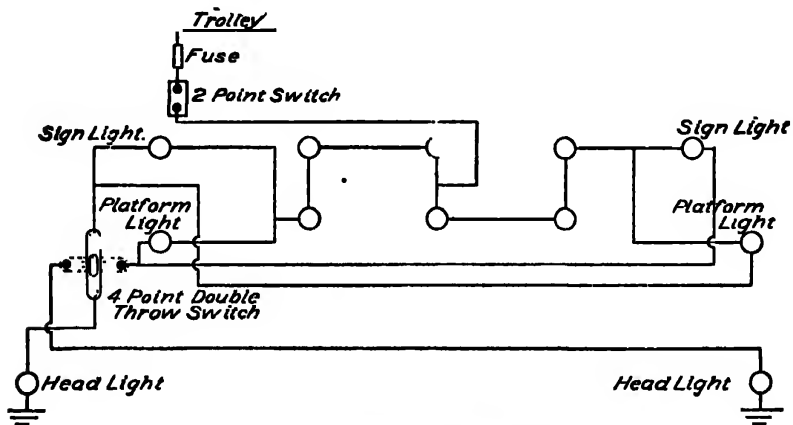 Trolley
Fuse
2 Point Switch
Sign Light.
Sign Light
Platform
Light
Platform
Light
4 Point Double
Throw Switch
Head Light
Head Light